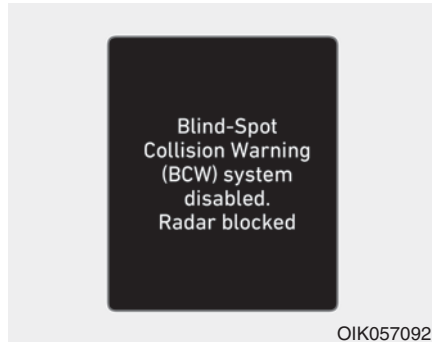 Blind-Spot
Collision Warning
(BCW) system
disabled.
Radar blocked
OIK057092